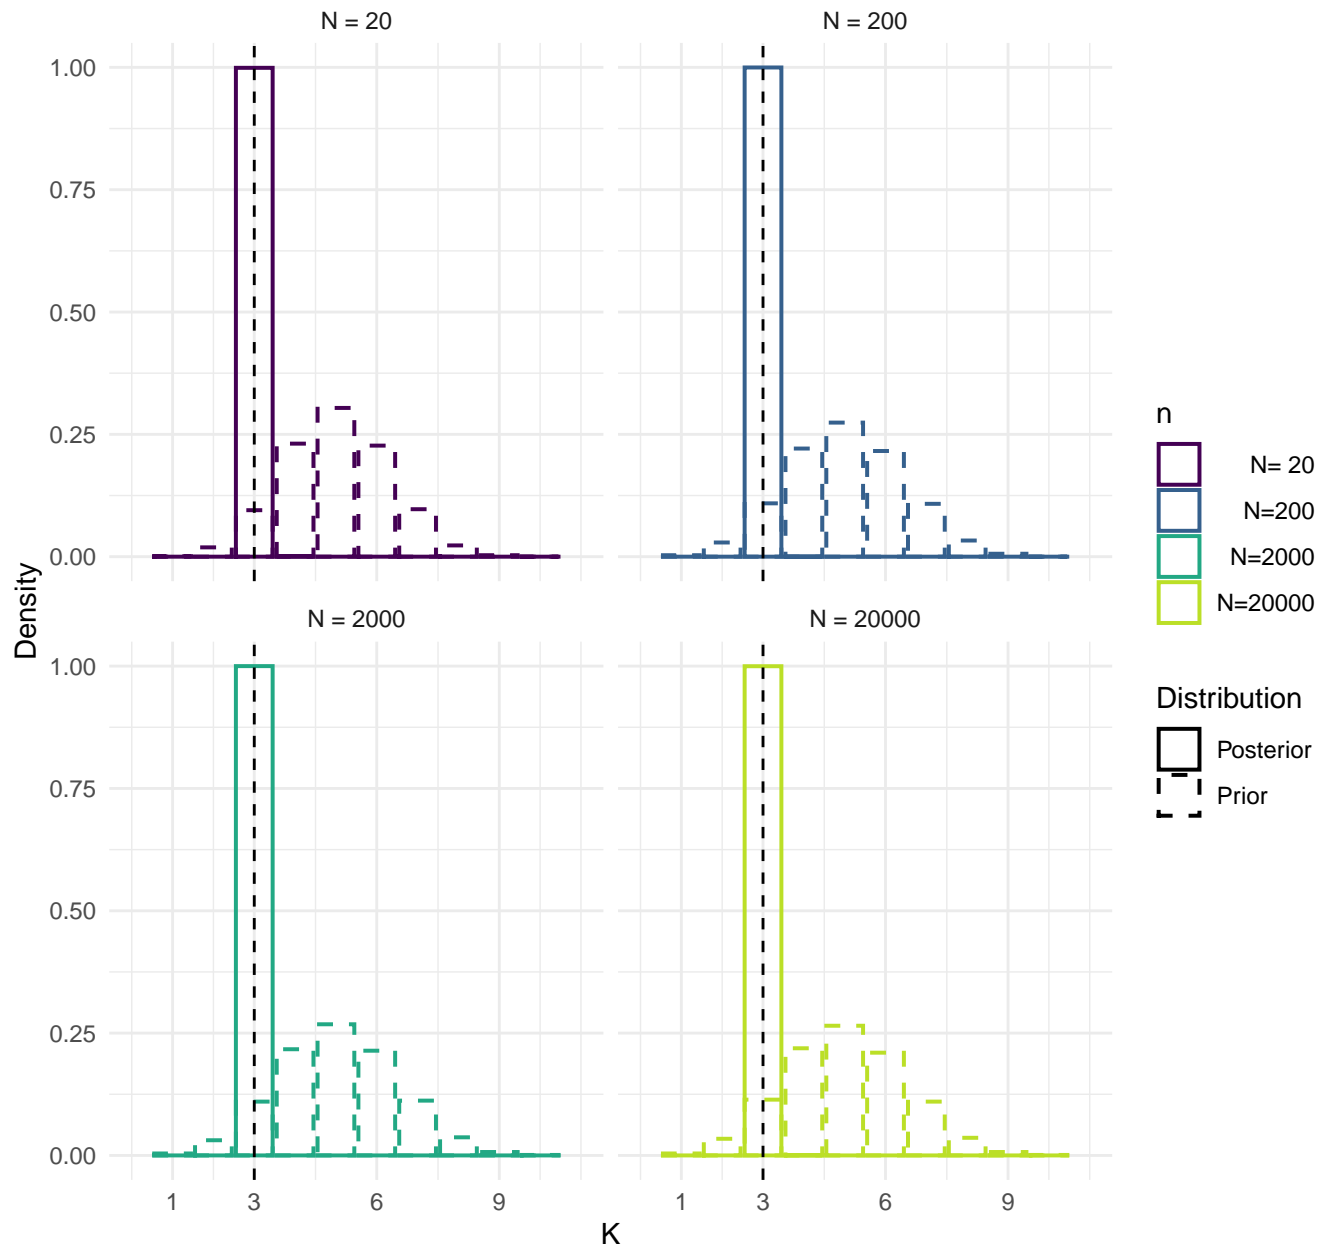 N = 20
N = 200
1.00
0.75
0.50
0.25
0.00
N = 2000
N = 20000
1.00
0.75
0.50
0.25
0.00
1 3 6 9
1 3 6 9
K
Density
n
N= 20
N=200
N=2000
N=20000
Distribution
Posterior
Prior